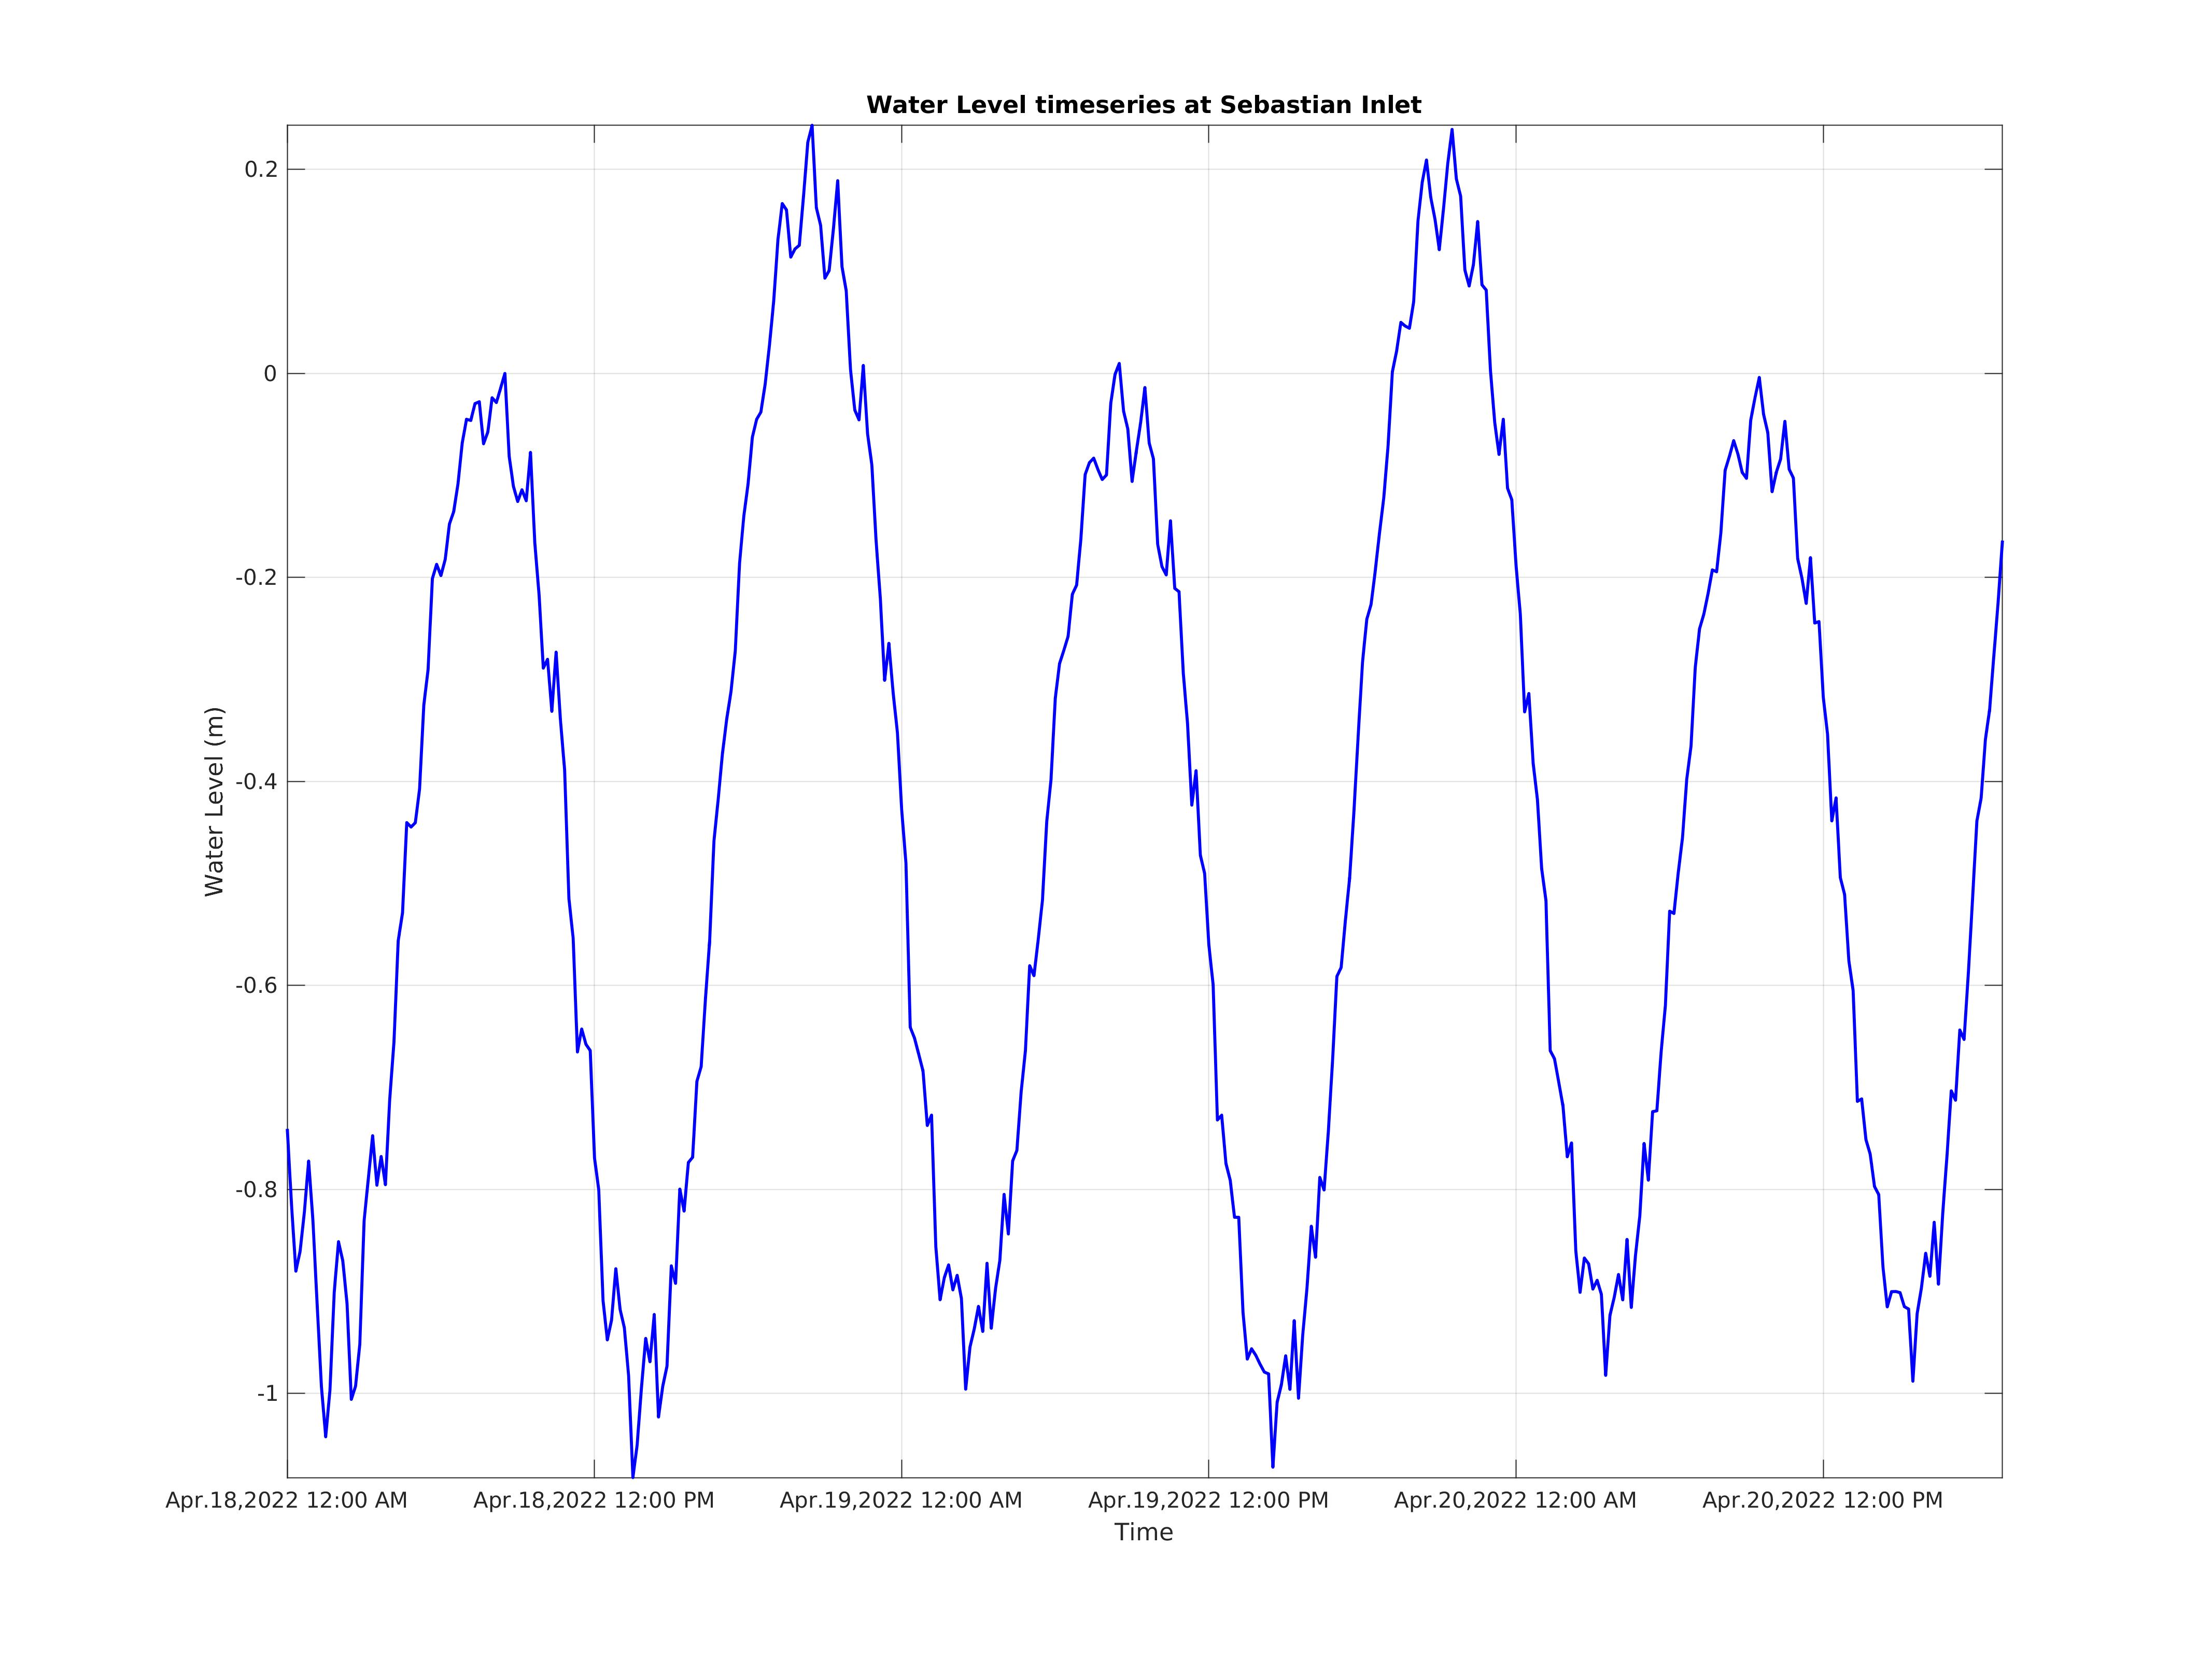 Water Level timeseries at Sebastian Inlet
0.2
0
-0.2
-0.4
-0.6
-0.8
-1
Water Level (m)
Apr.18,2022 12:00 AM
Apr.18,2022 12:00 PM
Apr.19,2022 12:00 AM
Apr.19,2022 12:00 PM
Apr.20,2022 12:00 AM
Apr.20,2022 12:00 PM
Time